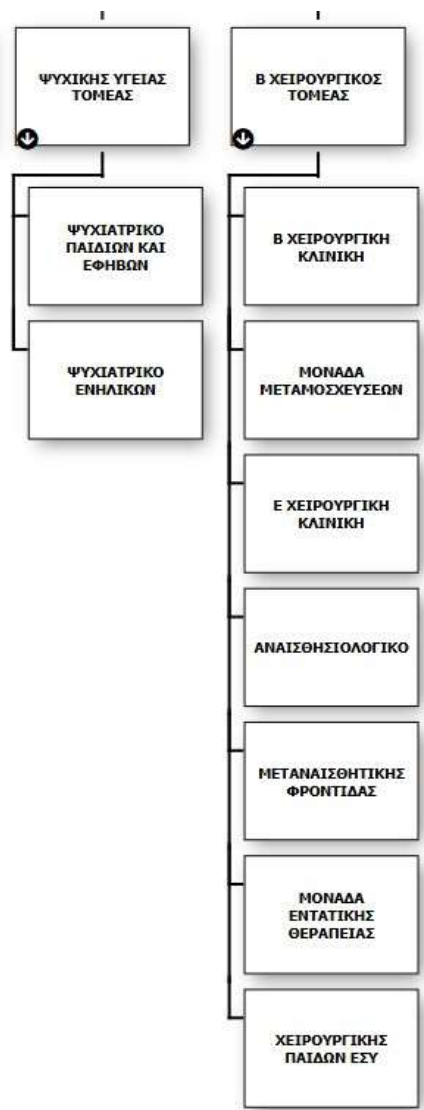 ΨΥΧΙΚΗΣ ΥΓΕΙΑΣ
ΤΟΜΕΑΣ
ΨΥΧΙΑΤΡΙΚΟ
ΠΑΙΔΙΩΝ ΚΑΙ
ΕΦΗΒΩΝ
ΨΥΧΙΑΤΡΙΚΟ
ΕΝΗΛΙΚΩΝ
Β ΧΕΙΡΟΥΡΓΙΚΟΣ
ΤΟΜΕΑΣ
Β ΧΕΙΡΟΥΡΓΙΚΗ
ΚΛΙΝΙΚΗ
ΜΟΝΑΔΑ
ΜΕΤΑΜΟΣΧΕΥΣΕΩΝ
Ε ΧΕΙΡΟΥΡΓΙΚΗ
ΚΛΙΝΙΚΗ
ΑΝΑΙΣΘΗΣΙΟΛΟΓΙΚΟ
ΜΕΤΑΝΑΙΣΘΗΤΙΚΗΣ
ΦΡΟΝΤΙΔΑΣ
ΜΟΝΑΔΑ
ΕΝΤΑΤΙΚΗΣ
ΘΕΡΑΠΕΙΑΣ
ΧΕΙΡΟΥΡΓΙΚΗΣ
ΠΑΙΔΩΝ ΕΣΥ